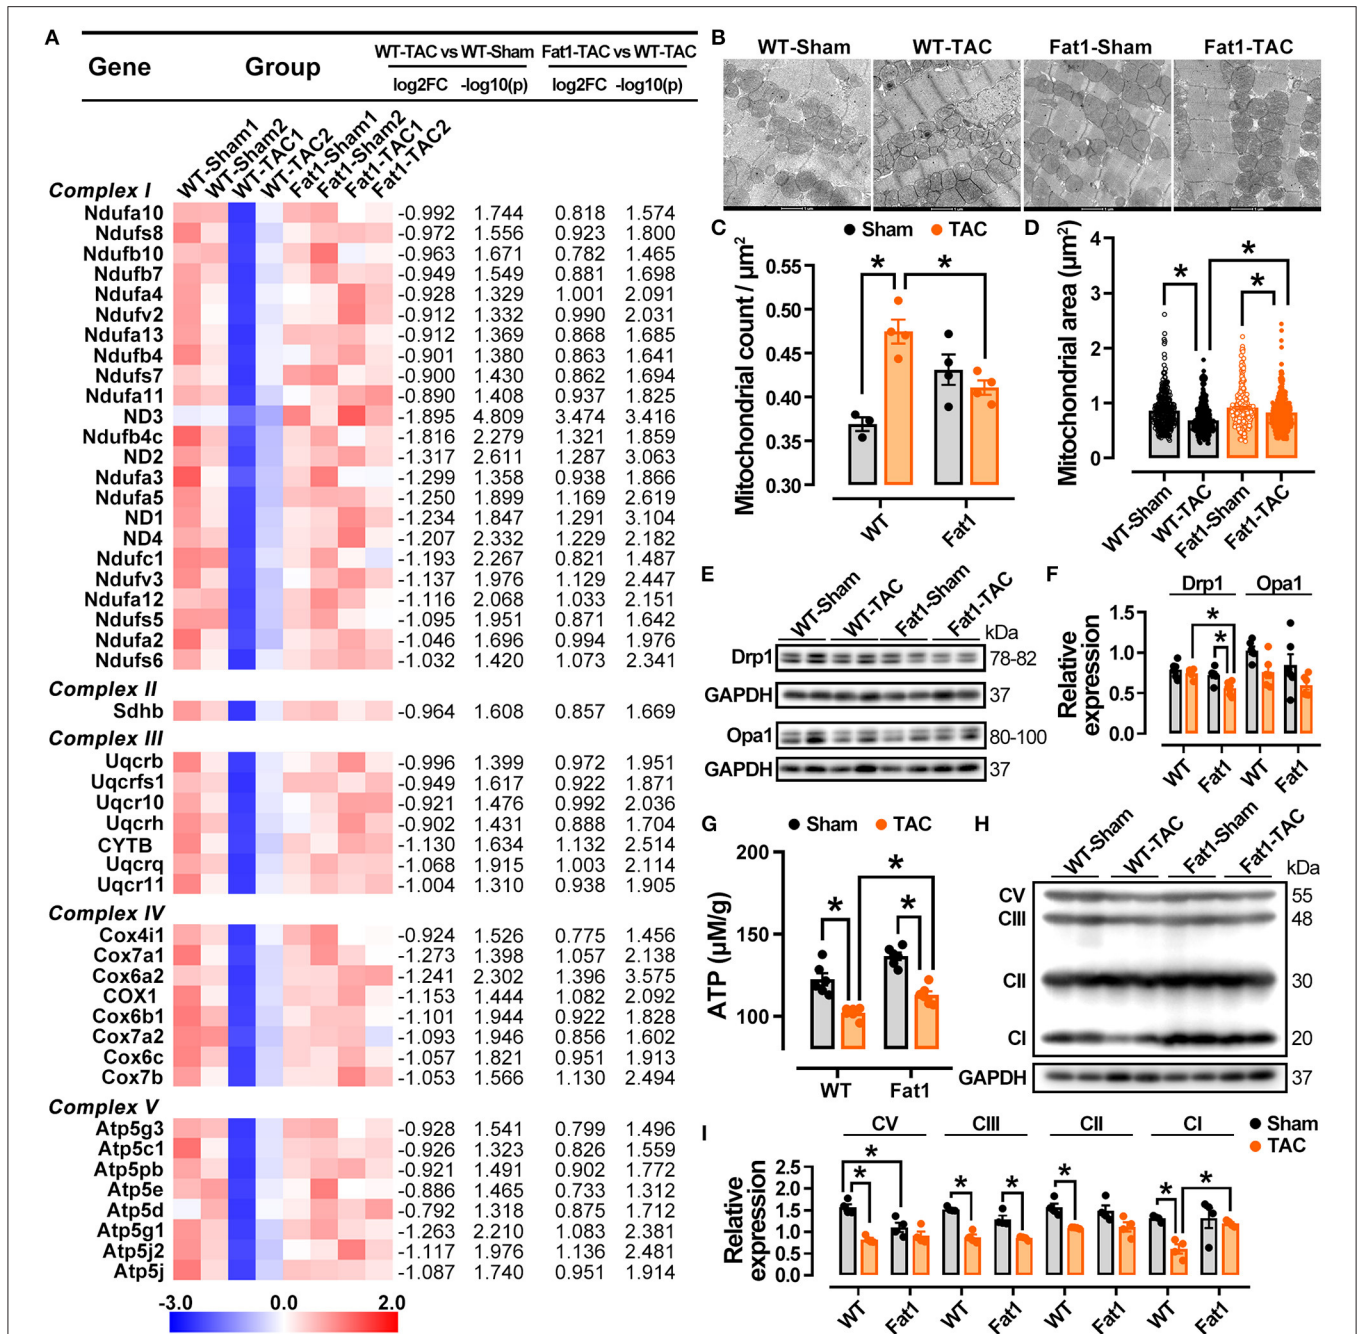 A
Gene Group WT-TAC vs WT-Sham Fat1-TAC vs WT-TAC
log2FC -log10(p) log2FC -log10(p)
WT-Sham1 WT-Sham2 WT-TAC1 WT-TAC2 Fat1-Sham1 Fat1-Sham2 Fat1-TAC1 Fat1-TAC2
Complex I
Ndufa10 -0.992 1.744 0.818 1.574
Ndufs8 -0.972 1.556 0.923 1.800
Ndufb10 -0.963 1.671 0.782 1.465
Ndufb7 -0.949 1.549 0.881 1.698
Ndufa4 -0.928 1.329 1.001 2.091
Ndufv2 -0.912 1.332 0.990 2.031
Ndufa13 -0.912 1.369 0.868 1.685
Ndufb4 -0.901 1.380 0.863 1.641
Ndufs7 -0.900 1.430 0.862 1.694
Ndufa11 -0.890 1.408 0.937 1.825
ND3 -1.895 4.809 3.474 3.416
Ndufb4c -1.816 2.279 1.321 1.859
ND2 -1.317 2.611 1.287 3.063
Ndufa3 -1.299 1.358 0.938 1.866
Ndufa5 -1.250 1.899 1.169 2.619
ND1 -1.234 1.847 1.291 3.104
ND4 -1.207 2.332 1.229 2.182
Ndufc1 -1.193 2.267 0.821 1.487
Ndufv3 -1.137 1.976 1.129 2.447
Ndufa12 -1.116 2.068 1.033 2.151
Ndufs5 -1.095 1.951 0.871 1.642
Ndufa2 -1.046 1.696 0.994 1.976
Ndufs6 -1.032 1.420 1.073 2.341
Complex II
Sdhb -0.964 1.608 0.857 1.669
Complex III
Uqcrb -0.996 1.399 0.972 1.951
Uqcrfs1 -0.949 1.617 0.922 1.871
Uqcr10 -0.921 1.476 0.992 2.036
Uqcrh -0.902 1.431 0.888 1.704
CYTB -1.130 1.634 1.132 2.514
Uqcrq -1.068 1.915 1.003 2.114
Uqcr11 -1.004 1.310 0.938 1.905
Complex IV
Cox4i1 -0.924 1.526 0.775 1.456
Cox7a1 -1.273 1.398 1.057 2.138
Cox6a2 -1.241 2.302 1.396 3.575
COX1 -1.153 1.444 1.082 2.092
Cox6b1 -1.101 1.944 0.922 1.828
Cox7a2 -1.093 1.946 0.856 1.602
Cox6c -1.057 1.821 0.951 1.913
Cox7b -1.053 1.566 1.130 2.494
Complex V
Atp5g3 -0.928 1.541 0.799 1.496
Atp5c1 -0.926 1.323 0.826 1.559
Atp5pb -0.921 1.491 0.902 1.772
Atp5e -0.886 1.465 0.733 1.312
Atp5d -0.792 1.318 0.875 1.712
Atp5g1 -1.263 2.210 1.083 2.381
Atp5j2 -1.117 1.976 1.136 2.481
Atp5j -1.087 1.740 0.951 1.914
-3.0 0.0 2.0
B
WT-Sham WT-TAC Fat1-Sham Fat1-TAC
1 μm 1 μm 1 μm 1 μm
C
Sham TAC
Mitochondrial count / μm²
0.55
0.50
0.45
0.40
0.35
0.30
* *
WT Fat1
D
Mitochondrial area (μm²)
4
3
2
1
0
* * *
WT-Sham WT-TAC Fat1-Sham Fat1-TAC
E
WT-Sham WT-TAC Fat1-Sham Fat1-TAC
kDa
Drp1 78-82
GAPDH 37
Opa1 80-100
GAPDH 37
F
Drp1 Opa1
Relative expression
1.5
1.0
0.5
0.0
* *
WT Fat1 WT Fat1
G
Sham TAC
ATP (μM/g)
200
150
100
* * *
WT Fat1
H
WT-Sham WT-TAC Fat1-Sham Fat1-TAC
kDa
CV 55
CIII 48
CII 30
CI 20
GAPDH 37
I
CV CIII CII CI
Sham
TAC
Relative expression
2.5
2.0
1.5
1.0
0.5
0.0
* * * * * * *
WT Fat1 WT Fat1 WT Fat1 WT Fat1